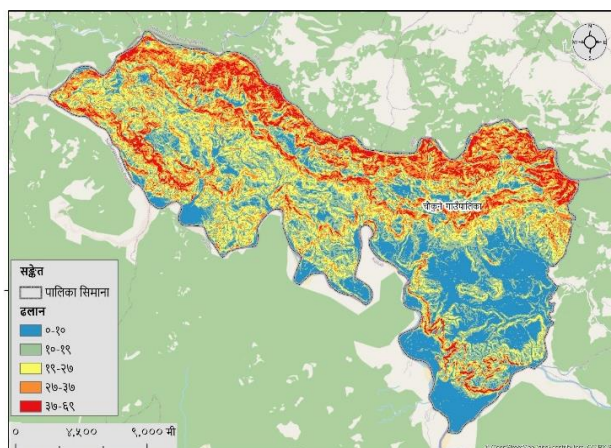 चौकुने गाउँपालिका
सङ्केत
पालिका सिमाना
ढलान
०-१०
१०-१९
१९-२७
२७-३७
३७-६९
० ४,५०० ९,००० मी